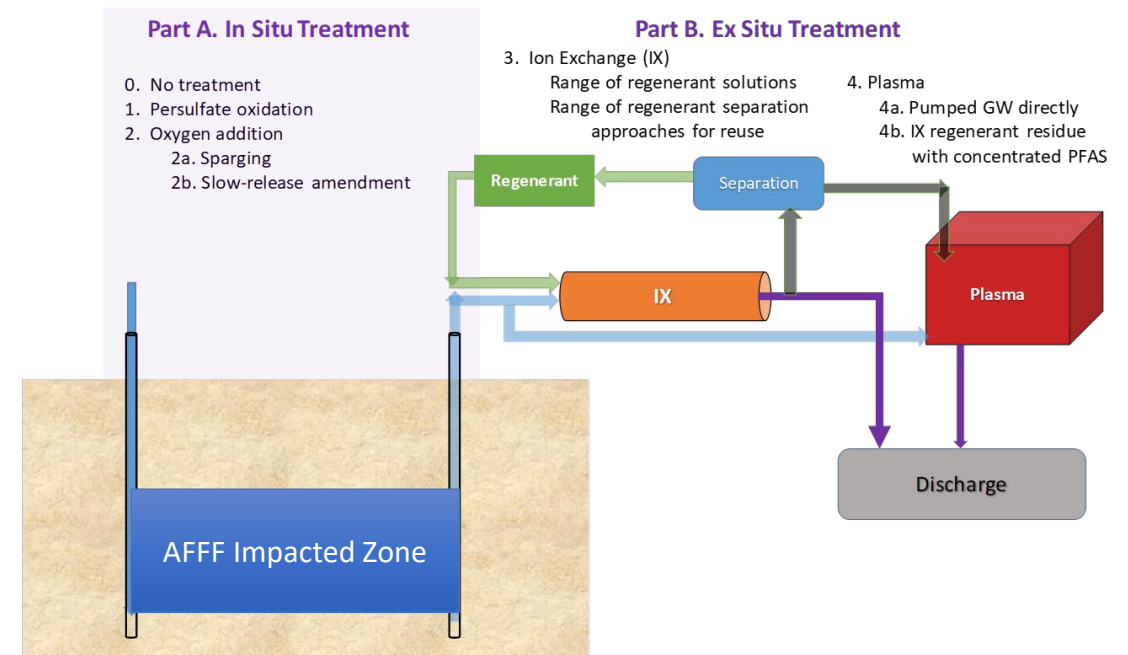 Part A. In Situ Treatment
0. No treatment
1. Persulfate oxidation
2. Oxygen addition
2a. Sparging
2b. Slow-release amendment
Part B. Ex Situ Treatment
3. Ion Exchange (IX)
Range of regenerant solutions
Range of regenerant separation
approaches for reuse
4. Plasma
4a. Pumped GW directly
4b. IX regenerant residue
with concentrated PFAS
Regenerant
Separation
IX
Plasma
Discharge
AFFF Impacted Zone